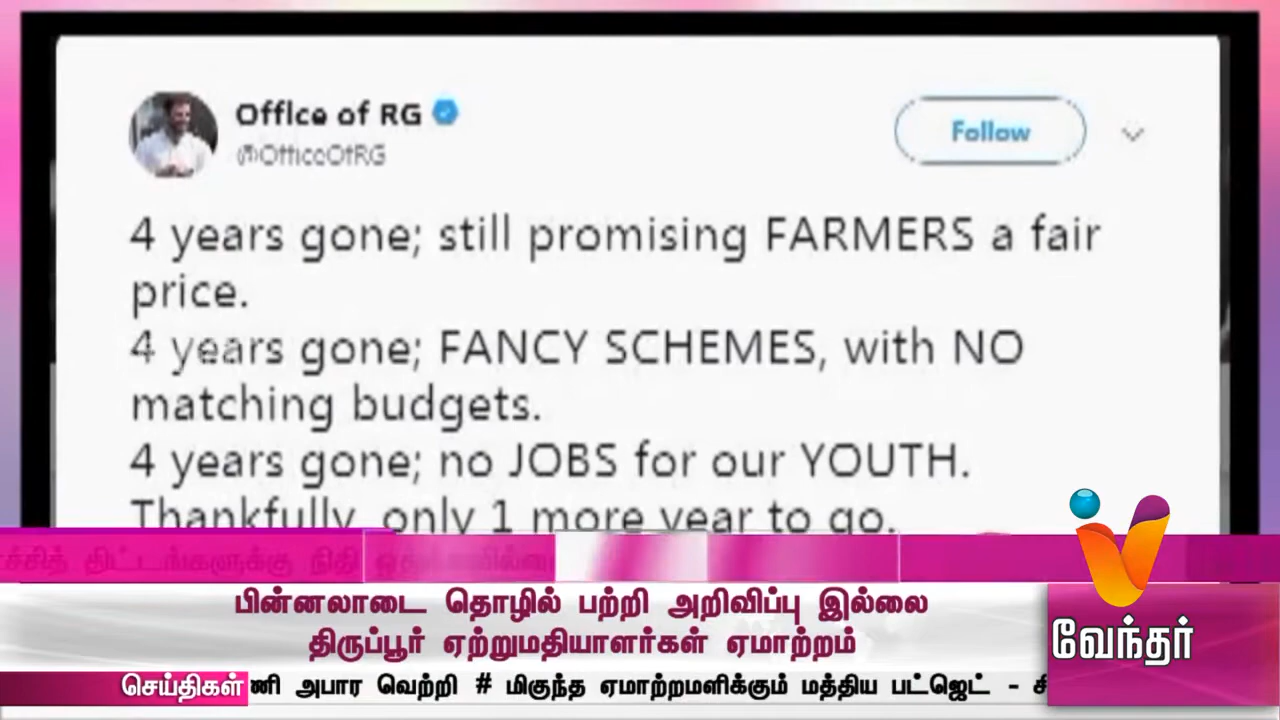 Office of RG
@OfficeOfRG
Follow
4 years gone; still promising FARMERS a fair
price.
4 years gone; FANCY SCHEMES, with NO
matching budgets.
4 years gone; no JOBS for our YOUTH.
Thankfully, only 1 more year to go.
திட்டங்களுக்கு நிதி
பின்னலாடை தொழில் பற்றி அறிவிப்பு இல்லை
திருப்பூர் ஏற்றுமதியாளர்கள் ஏமாற்றம்
வேந்தர்
செய்திகள் ணி அபார வெற்றி # மிகுந்த ஏமாற்றமளிக்கும் மத்திய பட்ஜெட் -